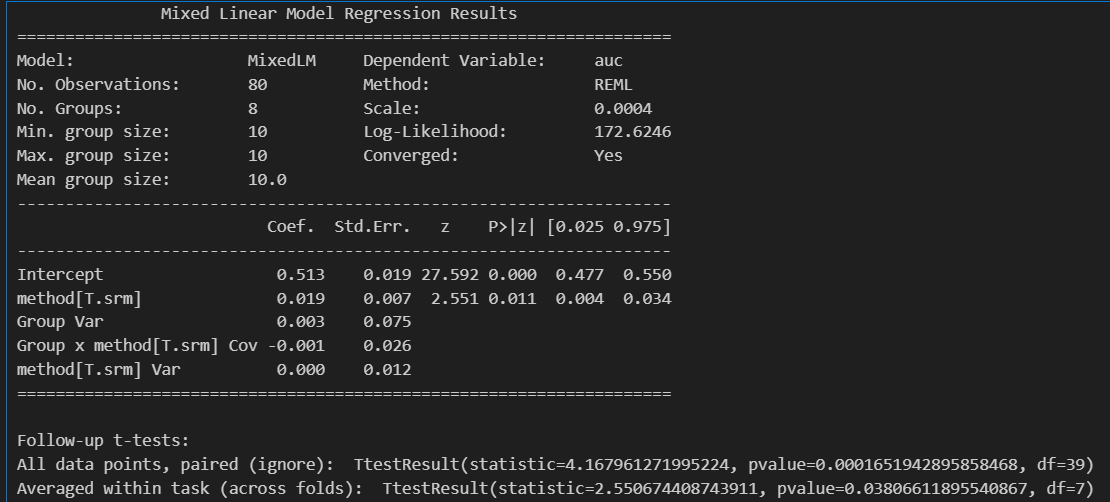 Mixed Linear Model Regression Results
===================================================================
Model:                  MixedLM     Dependent Variable:     auc
No. Observations:       80          Method:                 REML
No. Groups:             8           Scale:                  0.0004
Min. group size:        10          Log-Likelihood:         172.6246
Max. group size:        10          Converged:              Yes
Mean group size:        10.0
-------------------------------------------------------------------
                          Coef.  Std.Err.   z    P>|z| [0.025 0.975]
-------------------------------------------------------------------
Intercept                  0.513    0.019 27.592 0.000  0.477  0.550
method[T.srm]              0.019    0.007  2.551 0.011  0.004  0.034
Group Var                  0.003    0.075
Group x method[T.srm] Cov -0.001    0.026
method[T.srm] Var          0.000    0.012
===================================================================
Follow-up t-tests:
All data points, paired (ignore):  TtestResult(statistic=4.167961271995224, pvalue=0.0001651942895858468, df=39)
Averaged within task (across folds):  TtestResult(statistic=2.550674408743911, pvalue=0.03806611895540867, df=7)